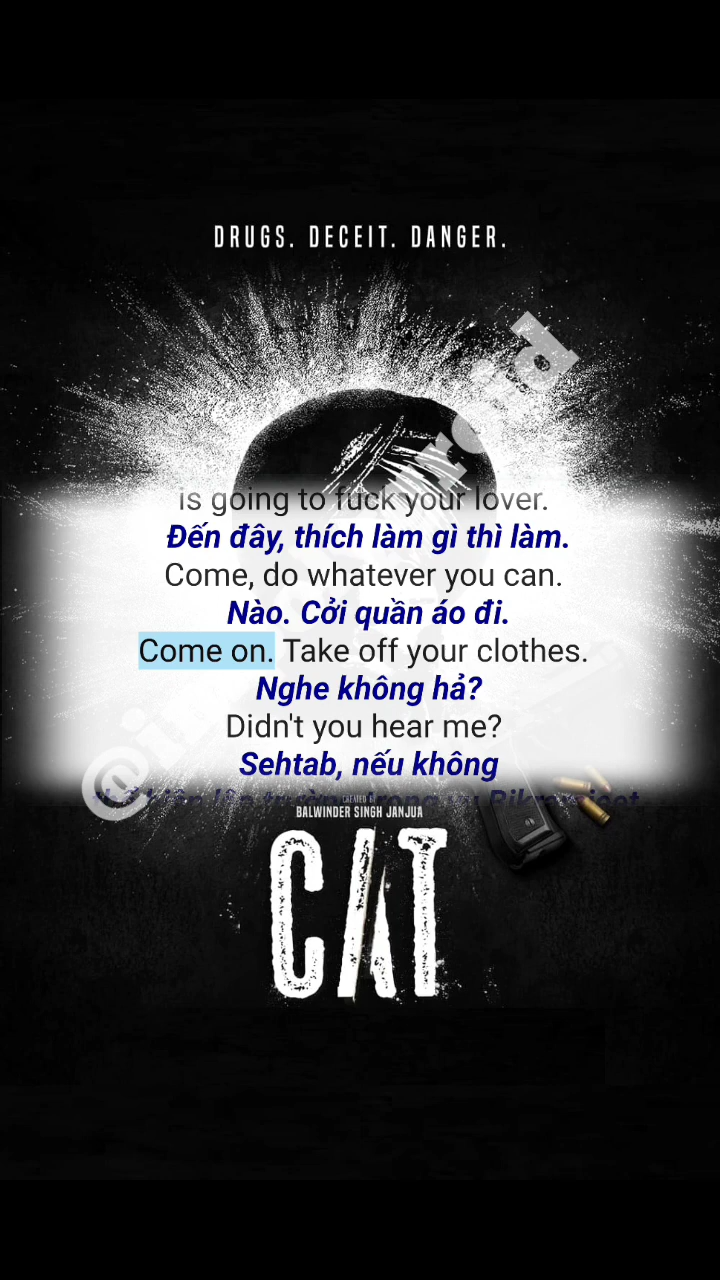 DRUGS. DECEIT. DANGER.
is going to fuck your lover.
Đến đây, thích làm gì thì làm.
Come, do whatever you can.
Nào. Cởi quần áo đi.
Come on. Take off your clothes.
Nghe không hả?
Didn't you hear me?
Sehtab, nếu không
CREATED BY
BALWINDER SINGH JANJUA
CAT